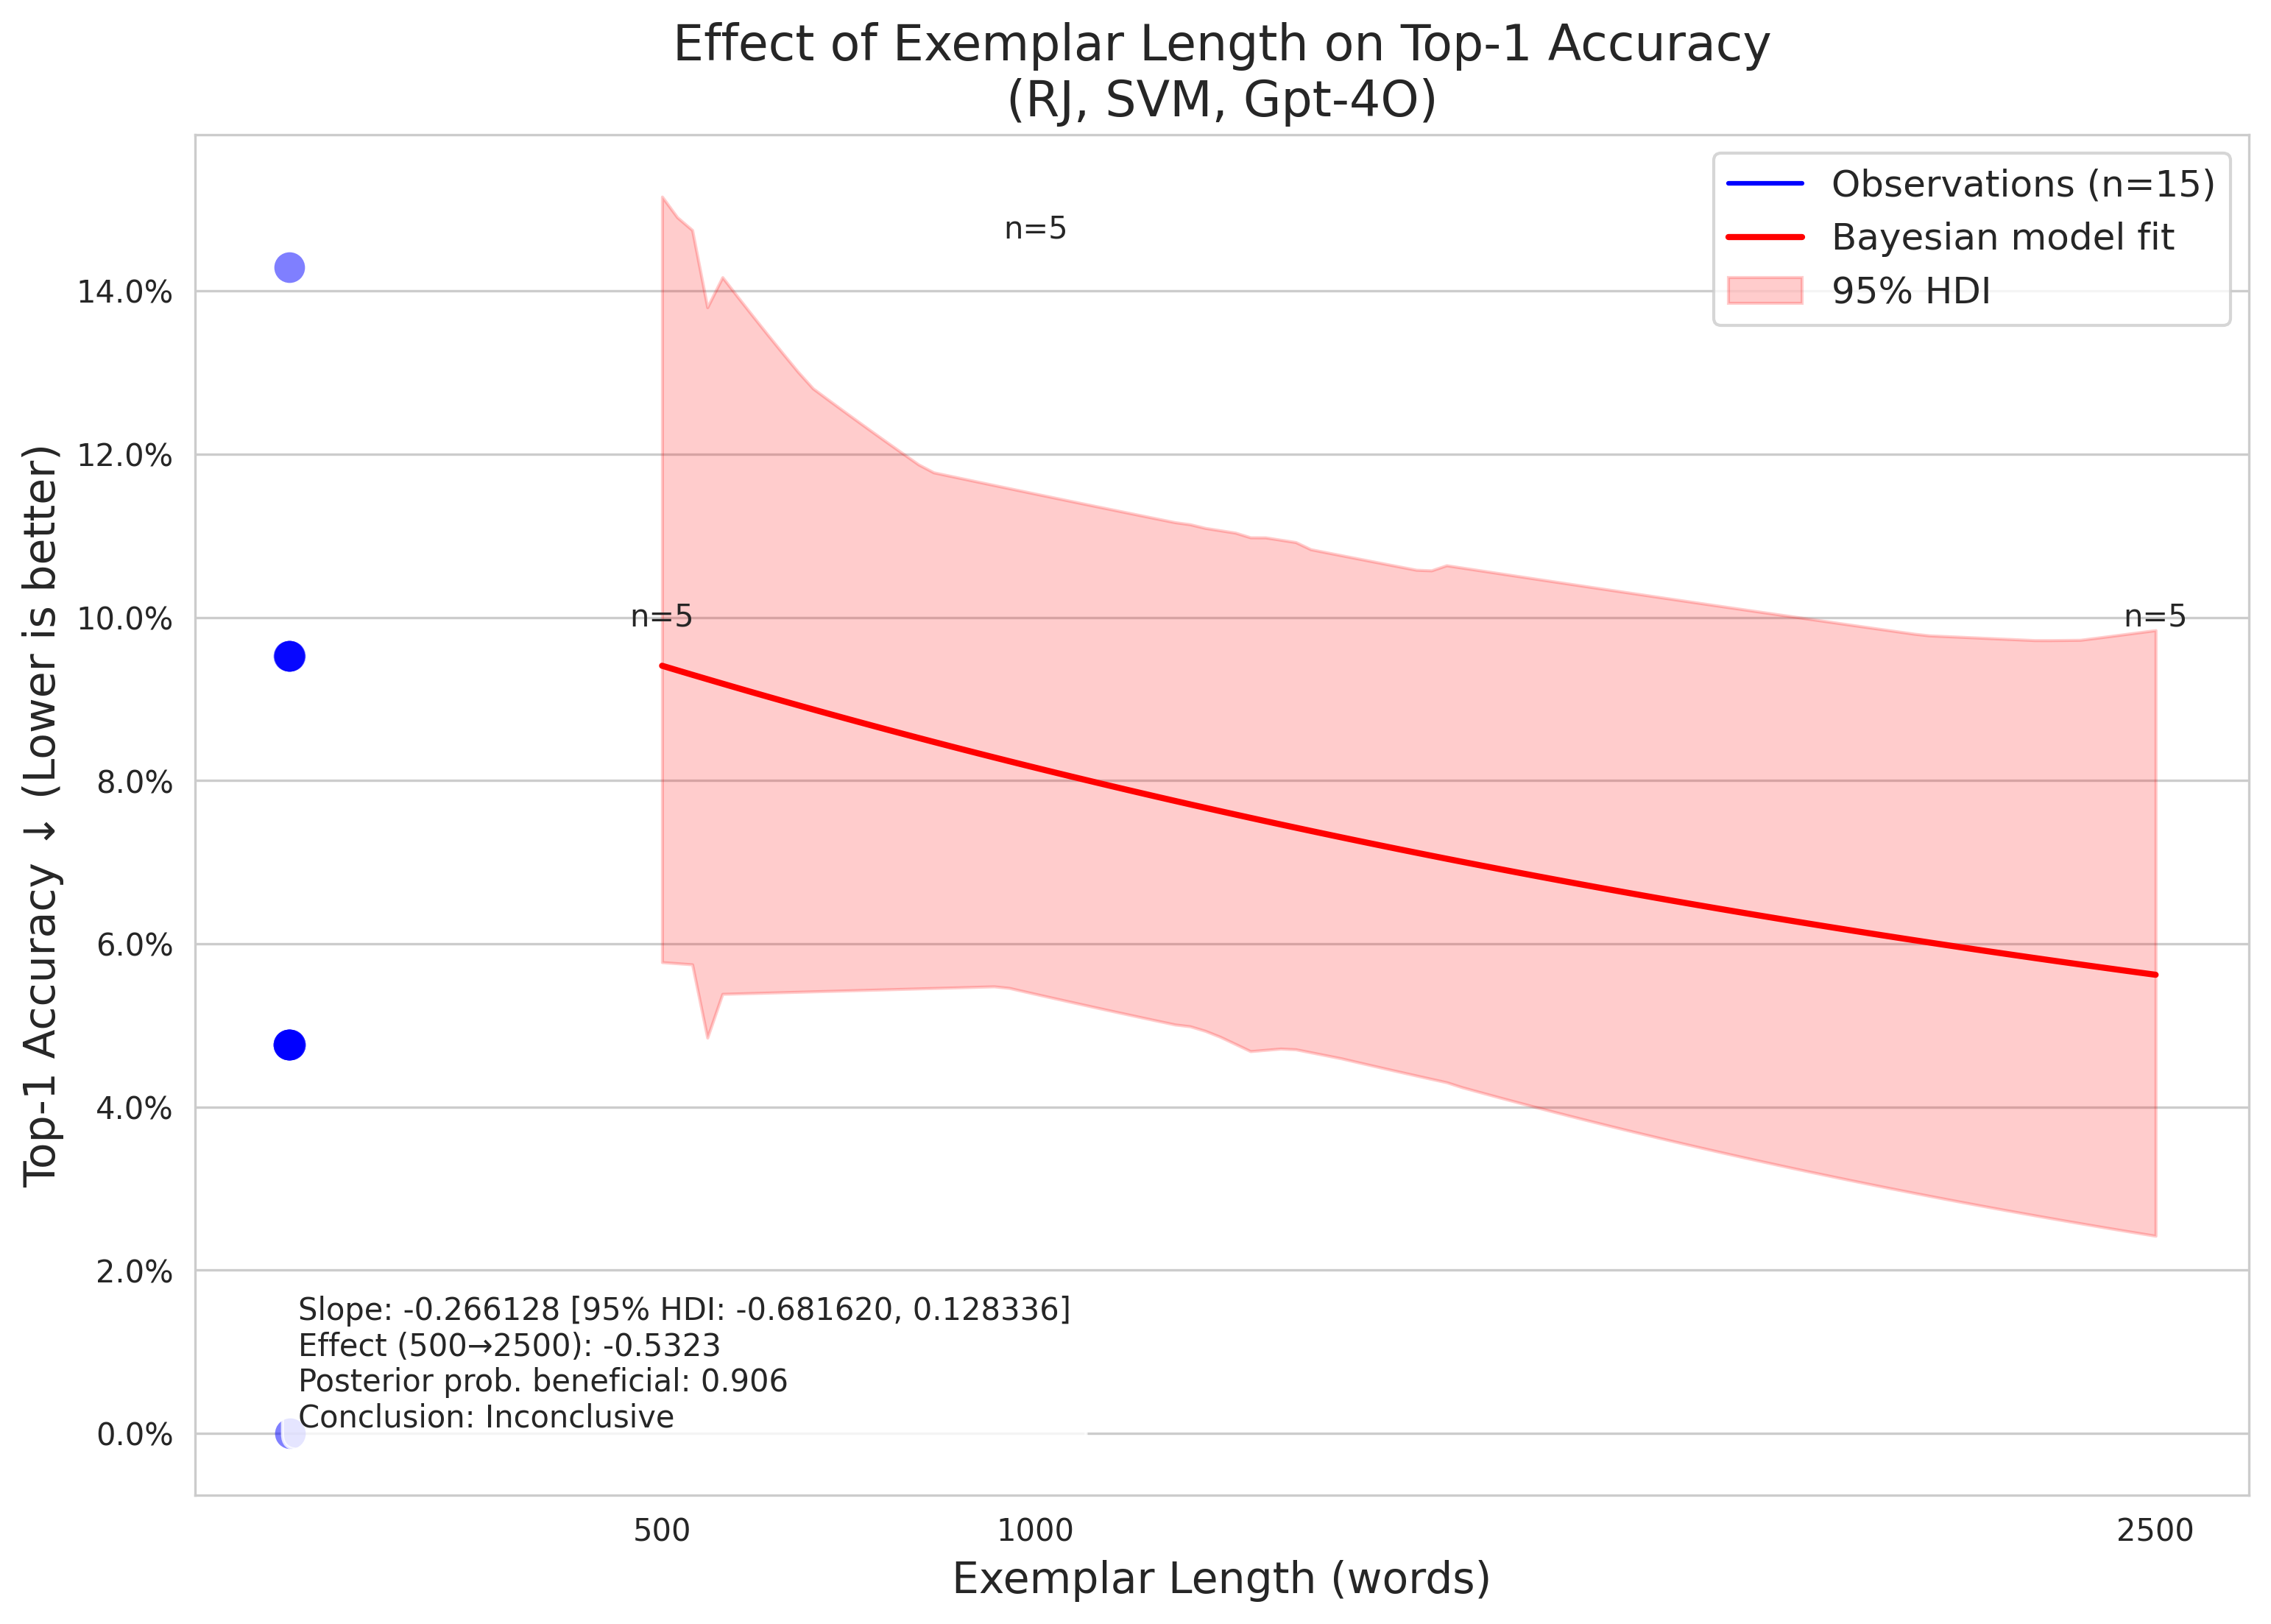 Effect of Exemplar Length on Top-1 Accuracy
(RJ, SVM, Gpt-4O)
Observations (n=15)
Bayesian model fit
95% HDI
n=5
n=5
n=5
Top-1 Accuracy ↓ (Lower is better)
14.0%
12.0%
10.0%
8.0%
6.0%
4.0%
2.0%
0.0%
Slope: -0.266128 [95% HDI: -0.681620, 0.128336]
Effect (500→2500): -0.5323
Posterior prob. beneficial: 0.906
Conclusion: Inconclusive
500
1000
2500
Exemplar Length (words)